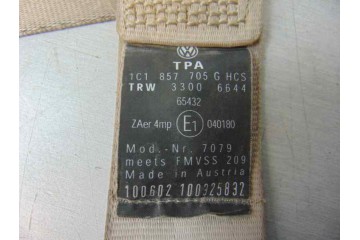 TPA
1C1 857 705 G HCS
TRW 3300 6644
65432
ZAer 4mp E1 040180
Mod.-Nr. 7079
meets FMVSS 209
Made in Austria
100602 100925832